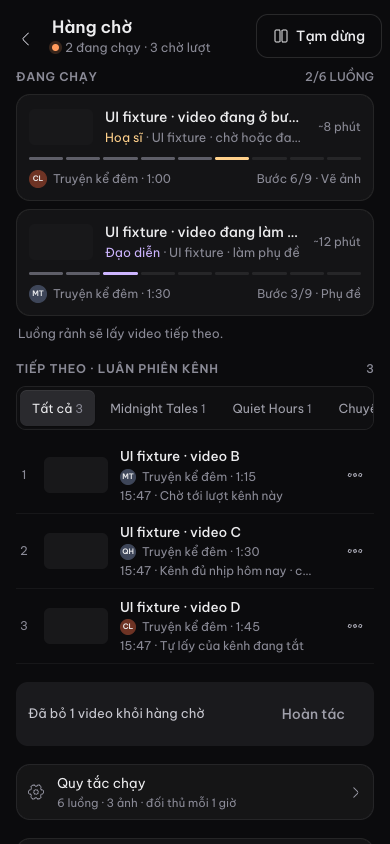 Hàng chờ
2 đang chạy · 3 chờ lượt
Tạm dừng
ĐANG CHẠY
2/6 LUỒNG
UI fixture · video đang ở bư...
~8 phút
Hoạ sĩ · UI fixture · chờ hoặc đa...
CL Truyện kể đêm · 1:00
Bước 6/9 · Vẽ ảnh
UI fixture · video đang làm ...
~12 phút
Đạo diễn · UI fixture · làm phụ đề
MT Truyện kể đêm · 1:30
Bước 3/9 · Phụ đề
Luồng rảnh sẽ lấy video tiếp theo.
TIẾP THEO · LUÂN PHIÊN KÊNH
3
Tất cả 3
Midnight Tales 1
Quiet Hours 1
Chuyệ
1
UI fixture · video B
MT Truyện kể đêm · 1:15
15:47 · Chờ tới lượt kênh này
2
UI fixture · video C
QH Truyện kể đêm · 1:30
15:47 · Kênh đủ nhịp hôm nay · c...
3
UI fixture · video D
CL Truyện kể đêm · 1:45
15:47 · Tự lấy của kênh đang tắt
Đã bỏ 1 video khỏi hàng chờ
Hoàn tác
Quy tắc chạy
6 luồng · 3 ảnh · đối thủ mỗi 1 giờ